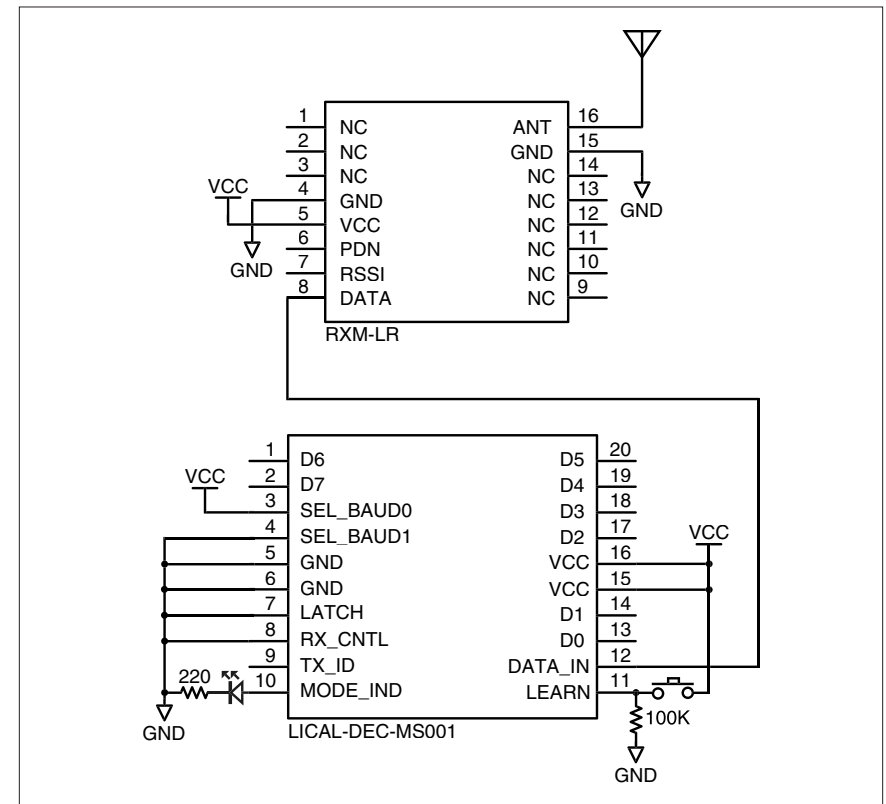 1 NC
2 NC
3 NC
4 GND
5 VCC
6 PDN
7 RSSI
8 DATA
ANT 16
GND 15
NC 14
NC 13
NC 12
NC 11
NC 10
NC 9
VCC
GND
GND
RXM-LR
1 D6
2 D7
3 SEL_BAUD0
4 SEL_BAUD1
5 GND
6 GND
7 LATCH
8 RX_CNTL
9 TX_ID
10 MODE_IND
D5 20
D4 19
D3 18
D2 17
VCC 16
VCC 15
D1 14
D0 13
DATA_IN 12
LEARN 11
VCC
VCC
220
GND
100K
GND
LICAL-DEC-MS001